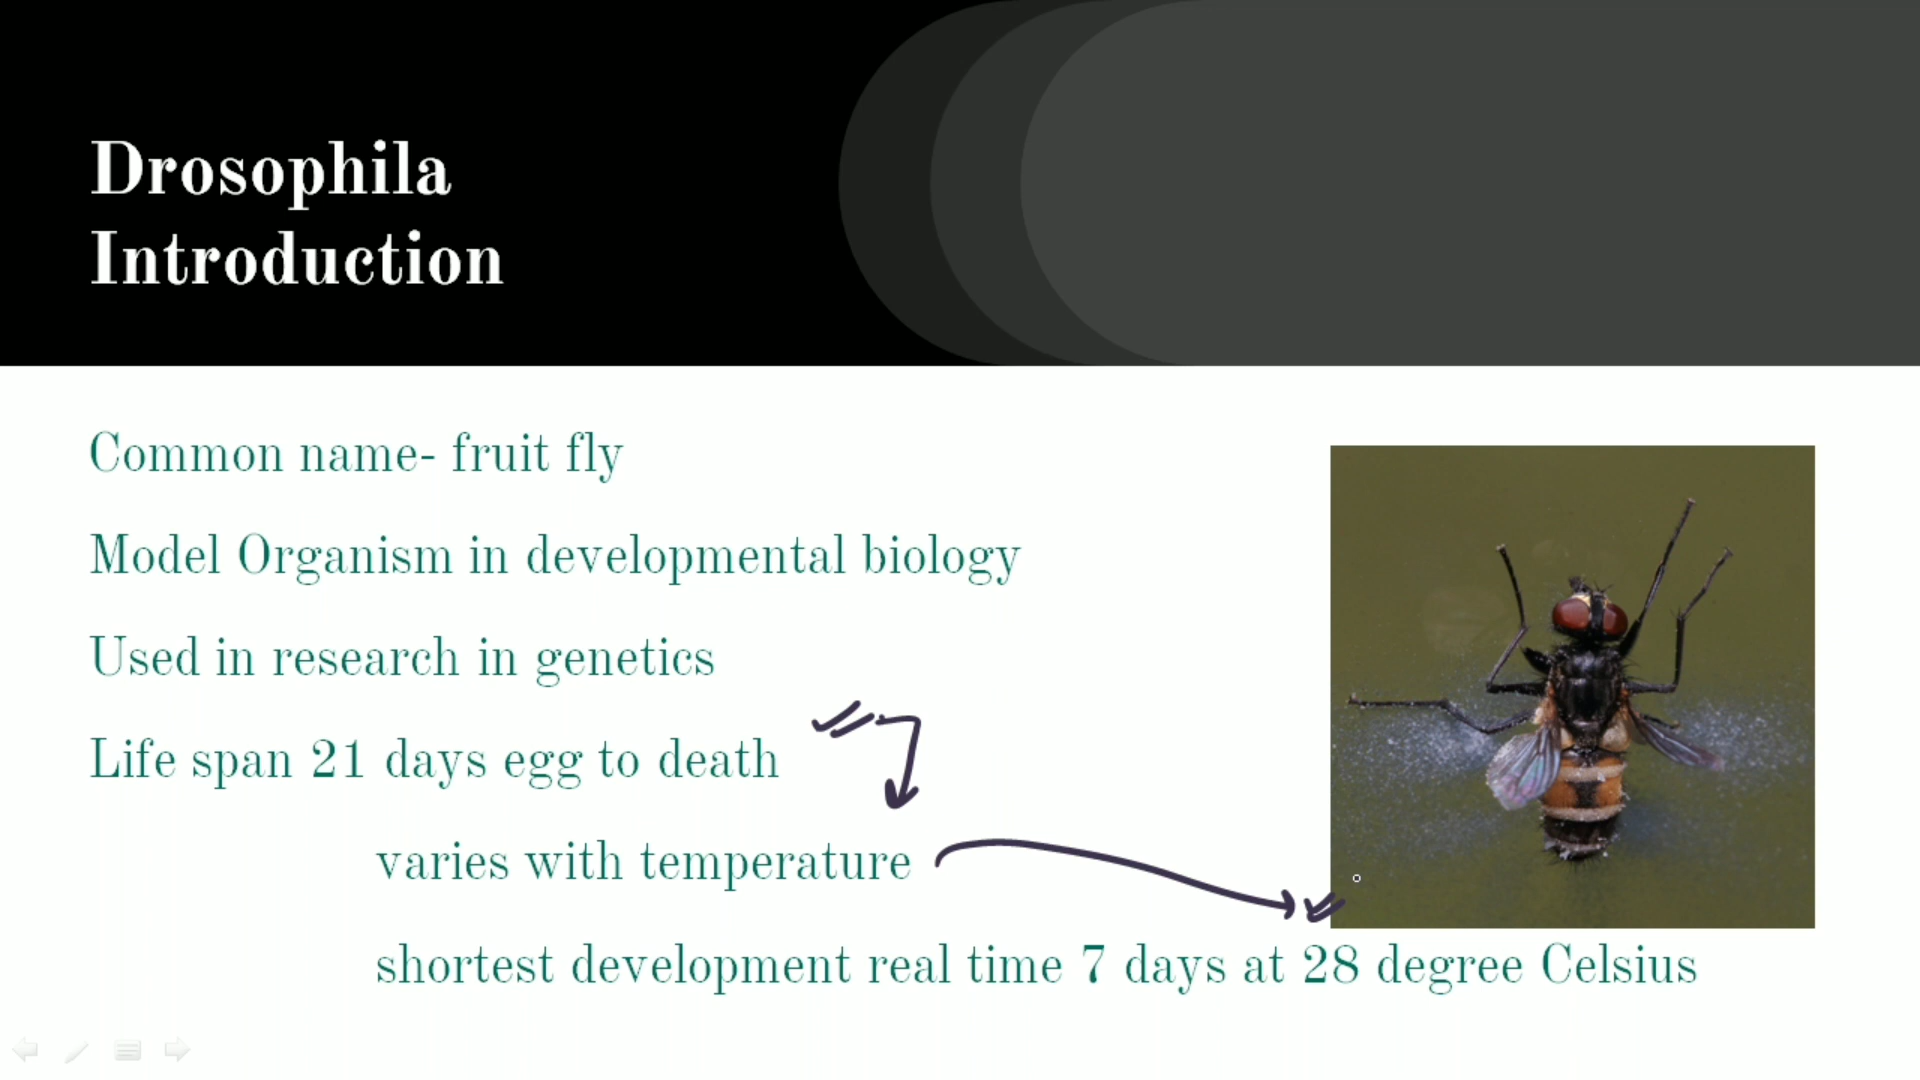 Drosophila
Introduction
Common name- fruit fly
Model Organism in developmental biology
Used in research in genetics
Life span 21 days egg to death
varies with temperature
shortest development real time 7 days at 28 degree Celsius